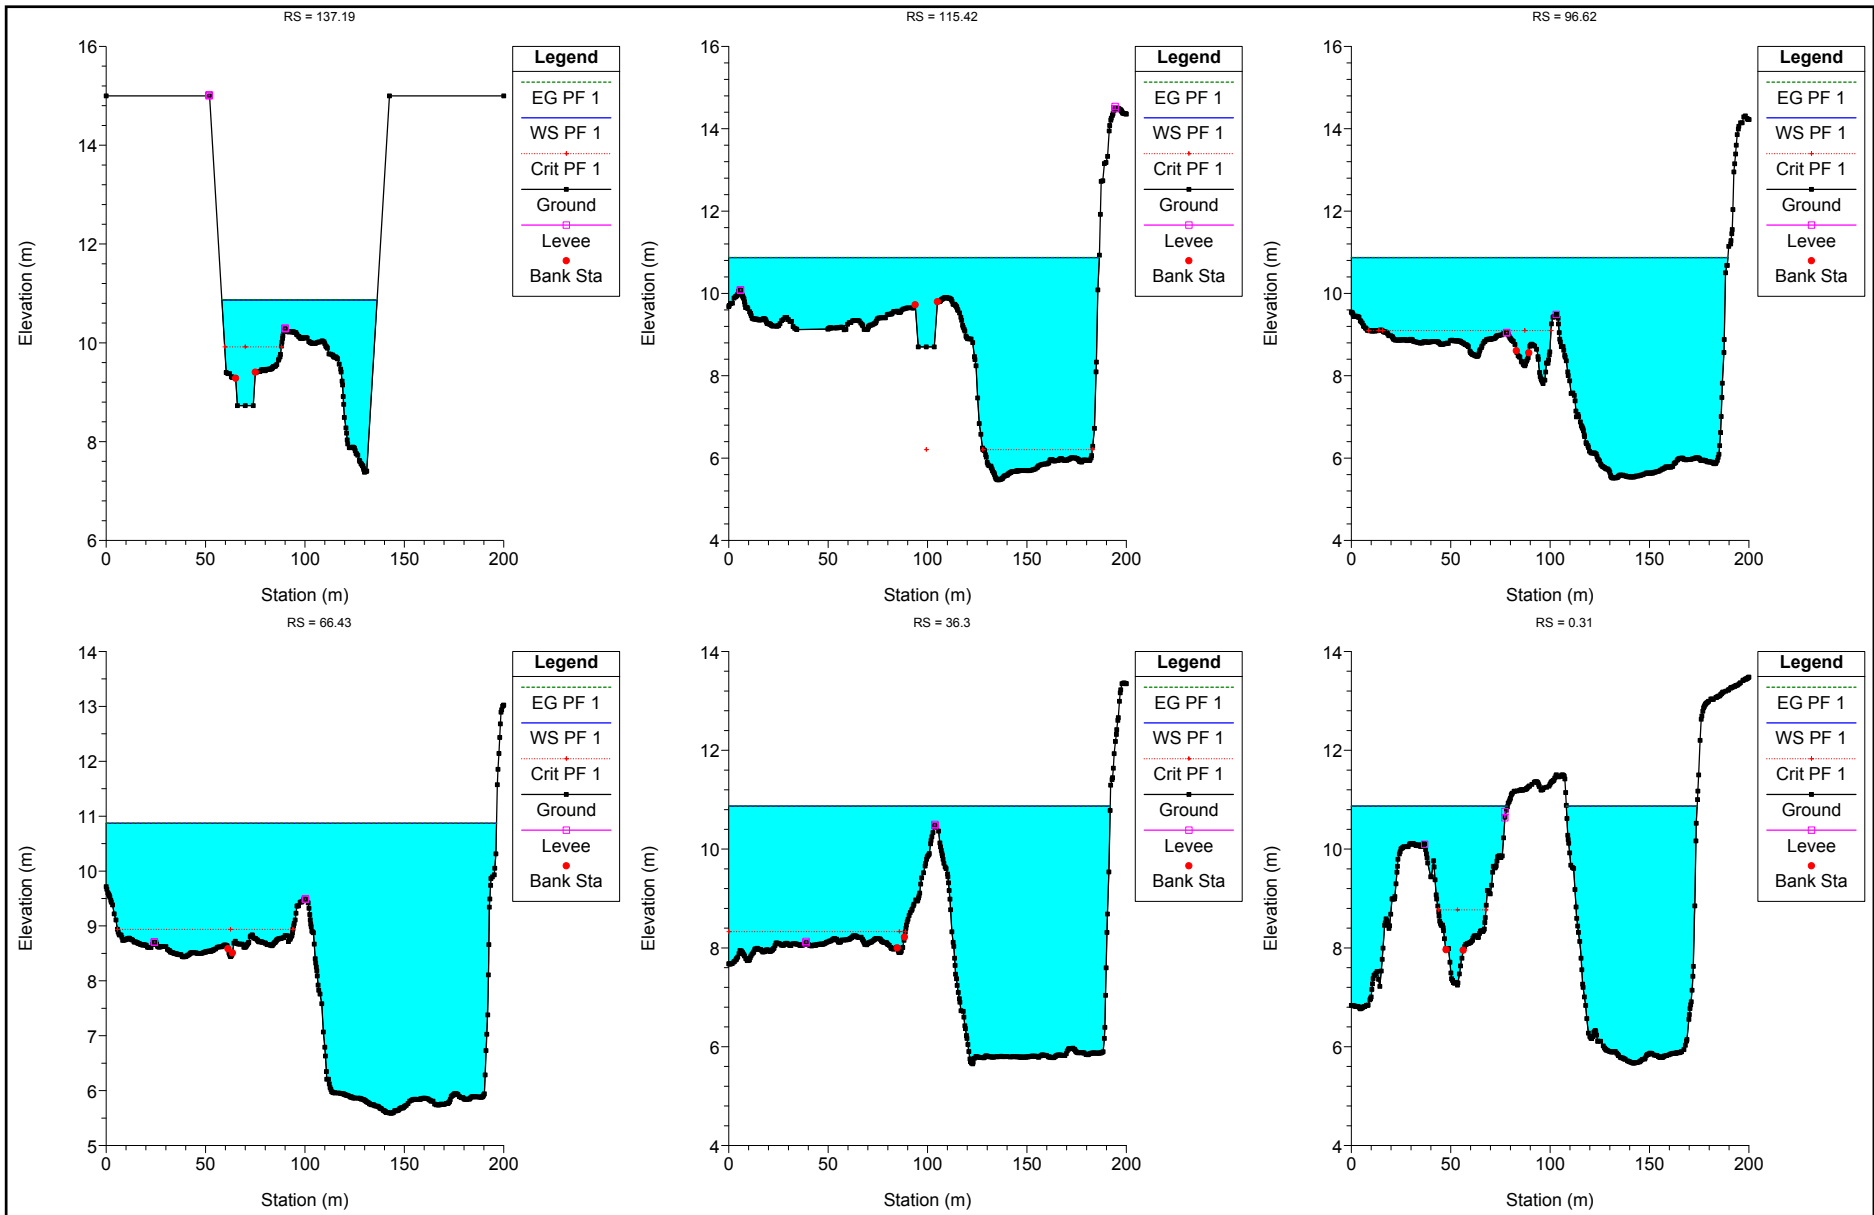 RS = 137.19
16
14
12
10
8
6
0
50
100
150
200
Elevation (m)
Station (m)
Legend
EG PF 1
WS PF 1
Crit PF 1
Ground
Levee
Bank Sta
RS = 115.42
16
14
12
10
8
6
4
0
50
100
150
200
Elevation (m)
Station (m)
Legend
EG PF 1
WS PF 1
Crit PF 1
Ground
Levee
Bank Sta
RS = 96.62
16
14
12
10
8
6
4
0
50
100
150
200
Elevation (m)
Station (m)
Legend
EG PF 1
WS PF 1
Crit PF 1
Ground
Levee
Bank Sta
RS = 66.43
14
13
12
11
10
9
8
7
6
5
0
50
100
150
200
Elevation (m)
Station (m)
Legend
EG PF 1
WS PF 1
Crit PF 1
Ground
Levee
Bank Sta
RS = 36.3
14
12
10
8
6
4
0
50
100
150
200
Elevation (m)
Station (m)
Legend
EG PF 1
WS PF 1
Crit PF 1
Ground
Levee
Bank Sta
RS = 0.31
14
12
10
8
6
4
0
50
100
150
200
Elevation (m)
Station (m)
Legend
EG PF 1
WS PF 1
Crit PF 1
Ground
Levee
Bank Sta